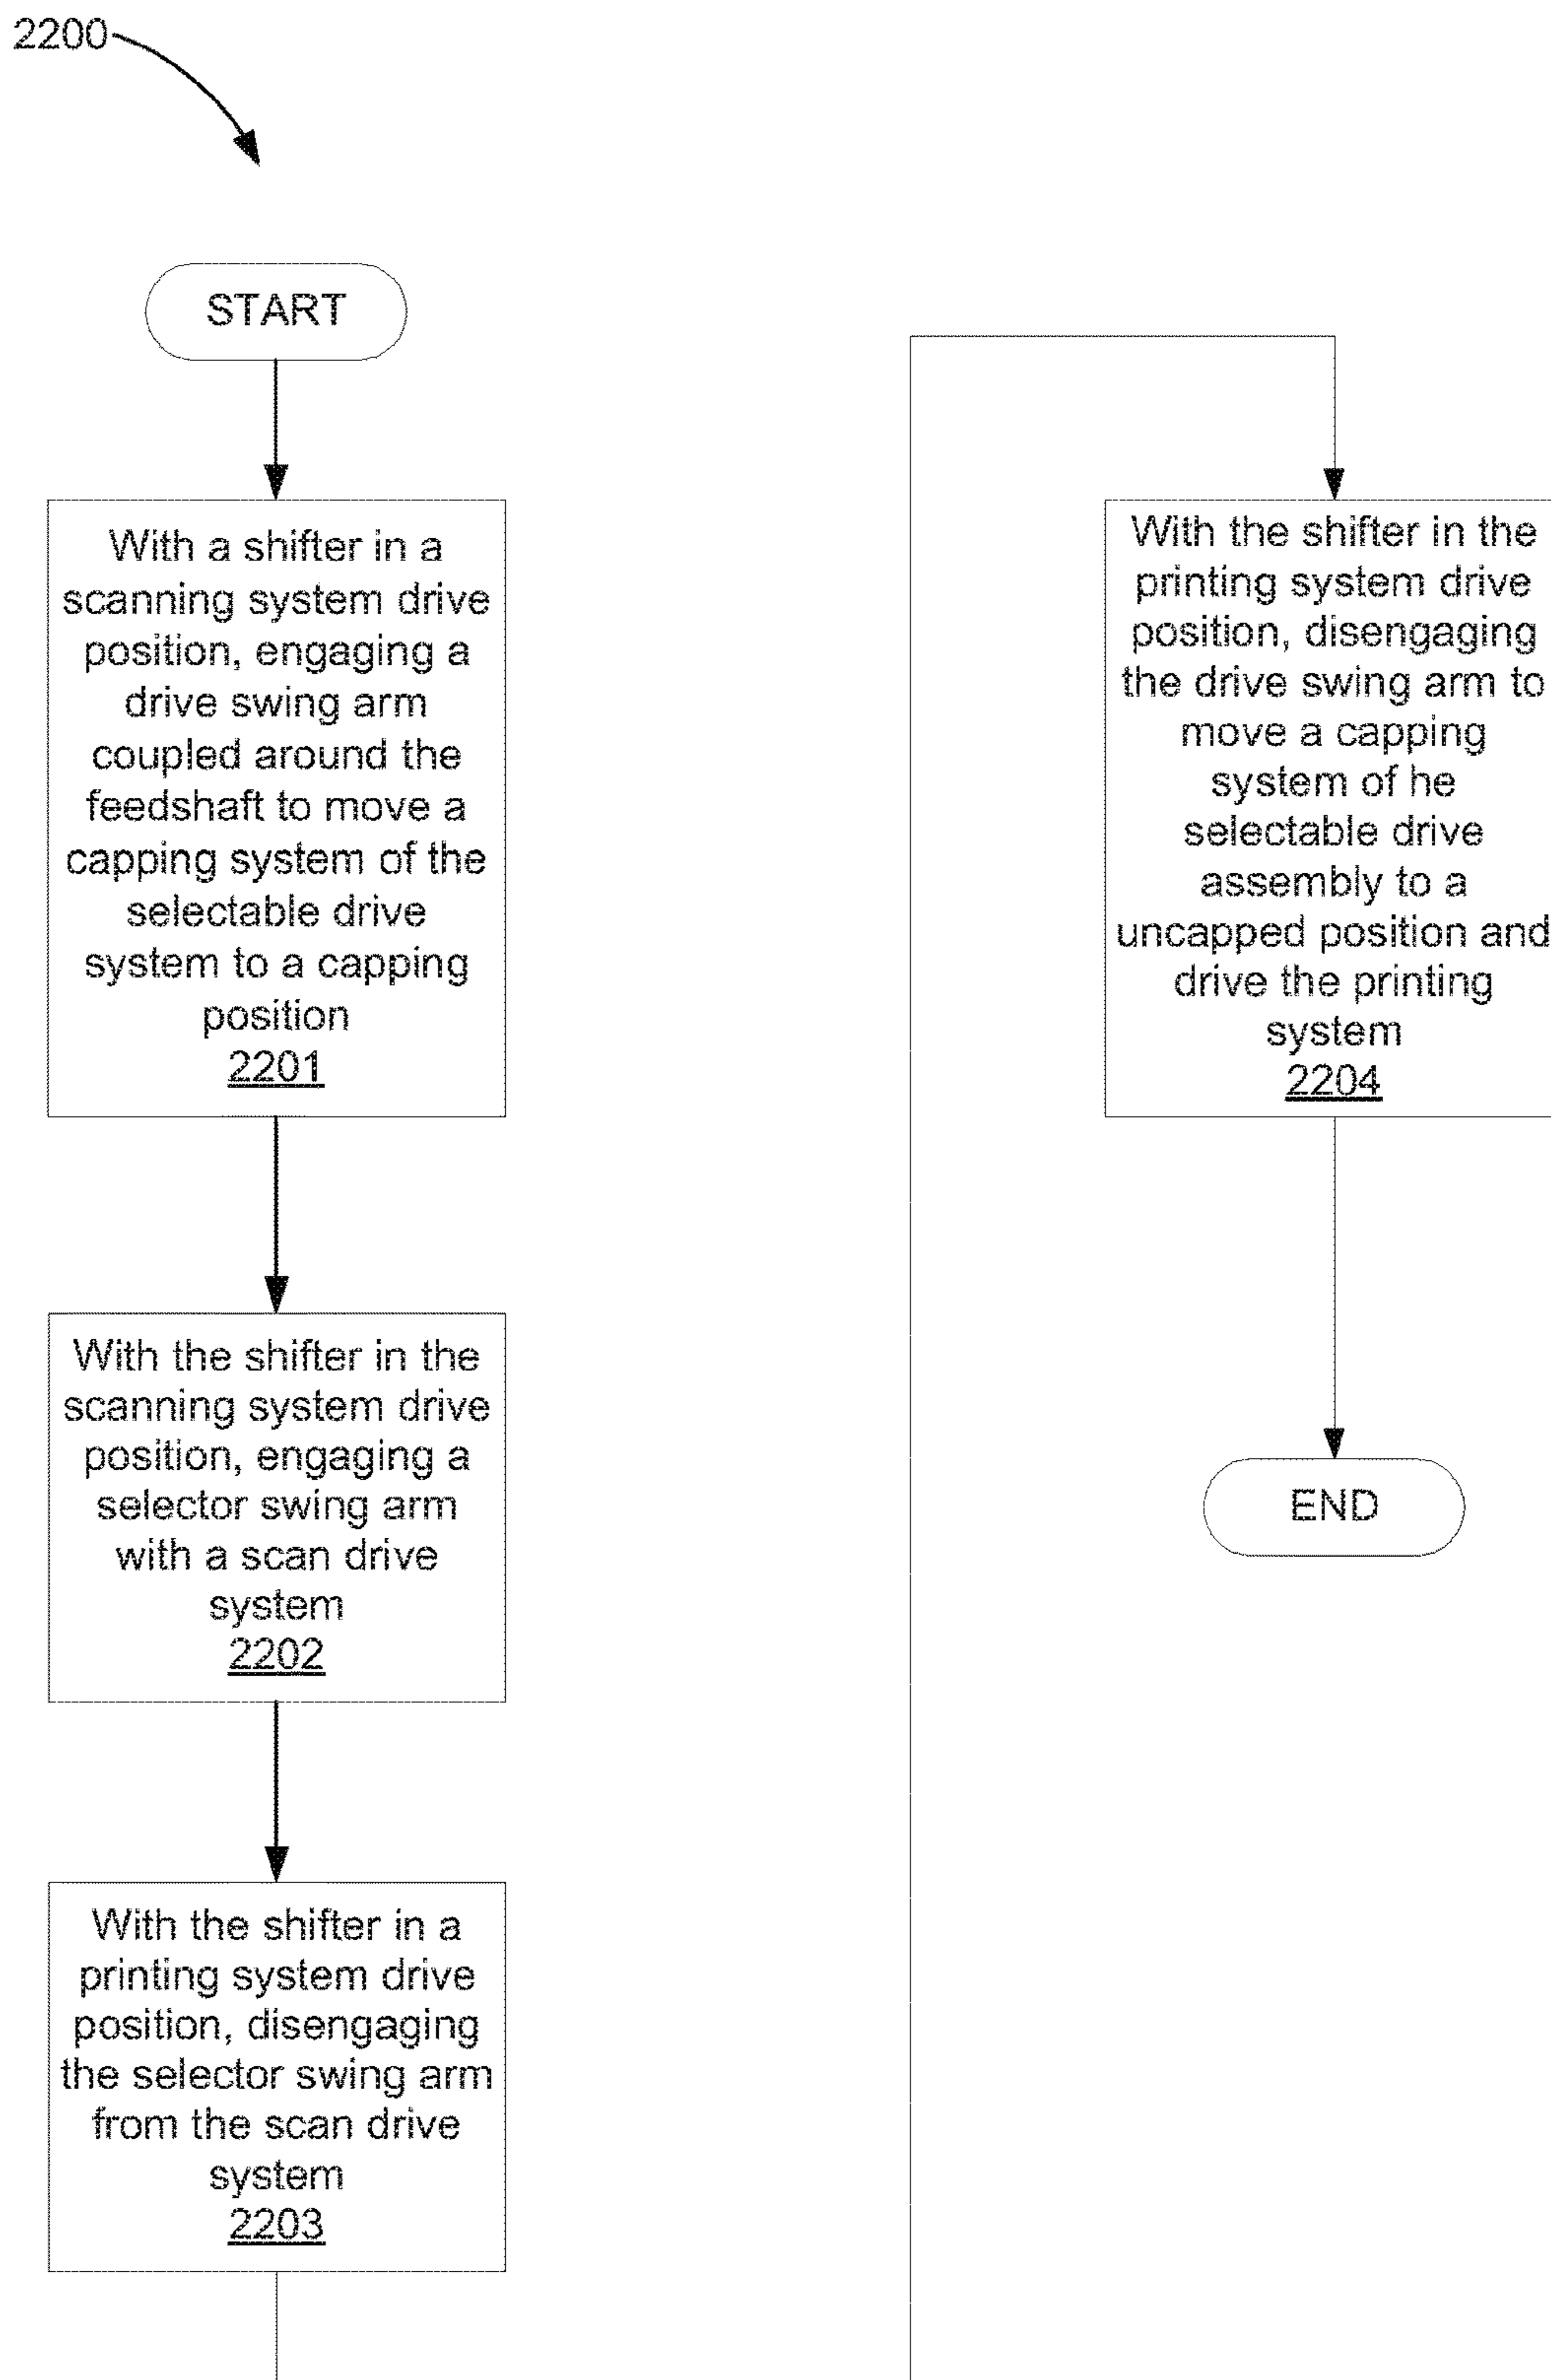 2200
START
With a shifter in a
scanning system drive
position, engaging a
drive swing arm
coupled around the
feedshaft to move a
capping system of the
selectable drive
system to a capping
position
2201
With the shifter in the
scanning system drive
position, engaging a
selector swing arm
with a scan drive
system
2202
With the shifter in a
printing system drive
position, disengaging
the selector swing arm
from the scan drive
system
2203
With the shifter in the
printing system drive
position, disengaging
the drive swing arm to
move a capping
system of he
selectable drive
assembly to a
uncapped position and
drive the printing
system
2204
END